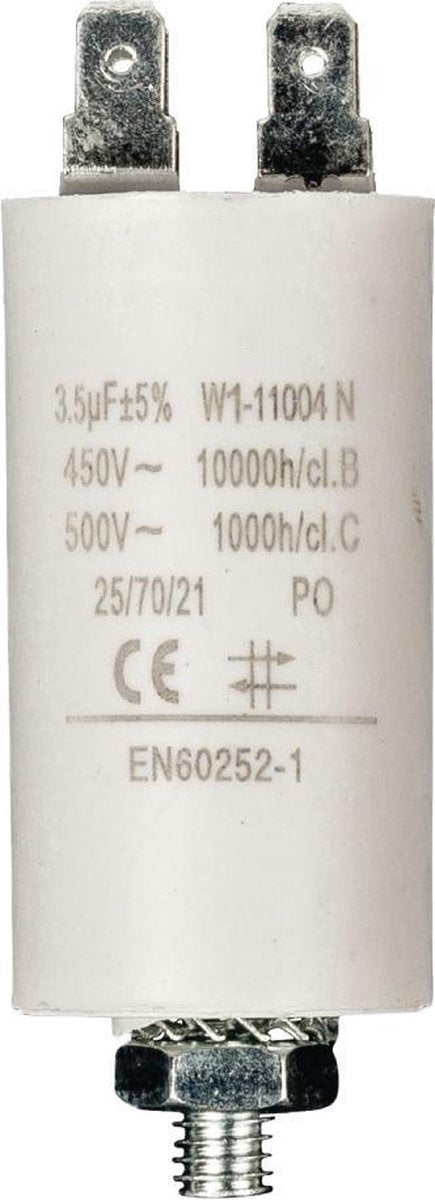 3.5µF±5% W1-11004 N
450V~ 10000h/cl.B
500V~ 1000h/cl.C
25/70/21 PO
CE
EN60252-1